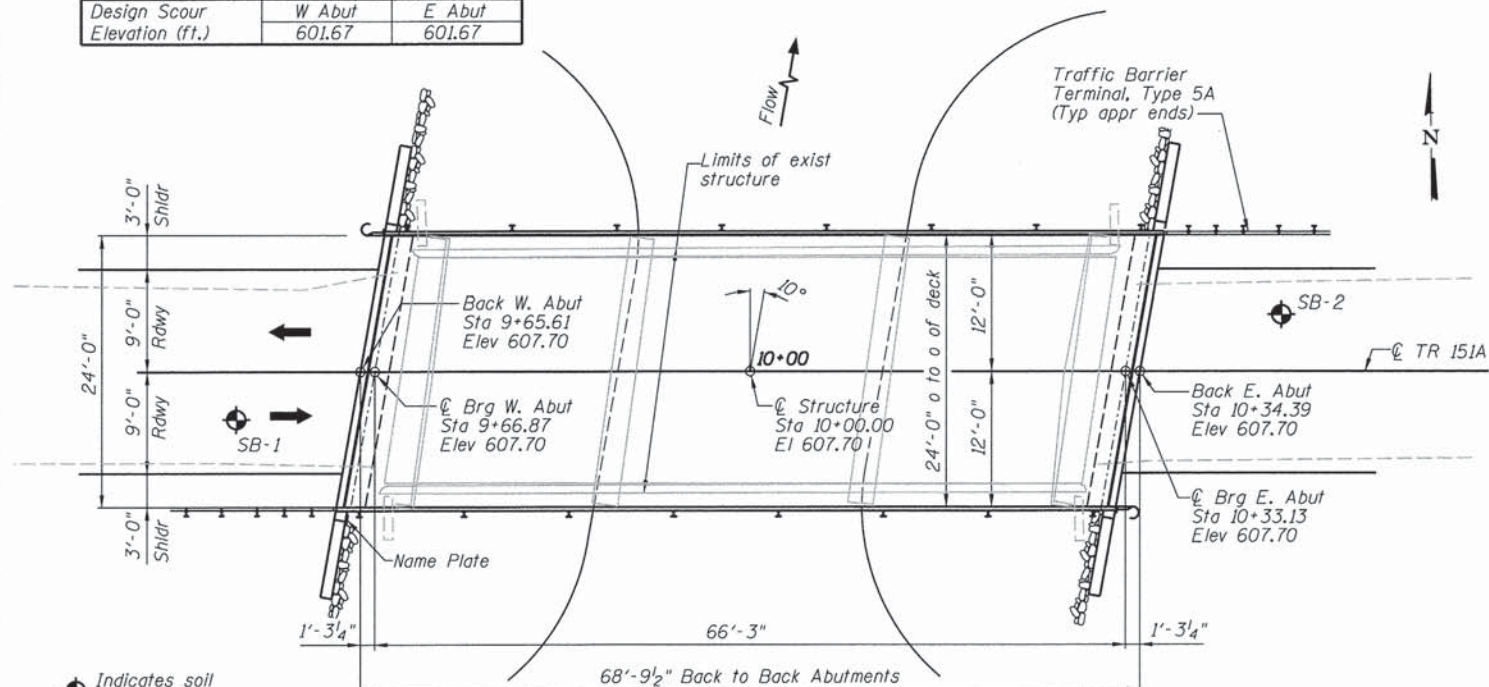 Design Scour W Abut E Abut
Elevation (ft.) 601.67 601.67
Flow
Traffic Barrier
Terminal, Type 5A
(Typ appr ends)
N
Limits of exist
structure
3'-0"
Shldr
9'-0"
Rdwy
24'-0"
9'-0"
Rdwy
3'-0"
Shldr
10°
Back W. Abut
Sta 9+65.61
Elev 607.70
10+00
SB-2
℄ TR 151A
℄ Brg W. Abut
Sta 9+66.87
Elev 607.70
℄ Structure
Sta 10+00.00
El 607.70
24'-0" o to o of deck
12'-0"
12'-0"
Back E. Abut
Sta 10+34.39
Elev 607.70
SB-1
℄ Brg E. Abut
Sta 10+33.13
Elev 607.70
Name Plate
1'-3¼"
66'-3"
1'-3¼"
68'-9½" Back to Back Abutments
Indicates soil